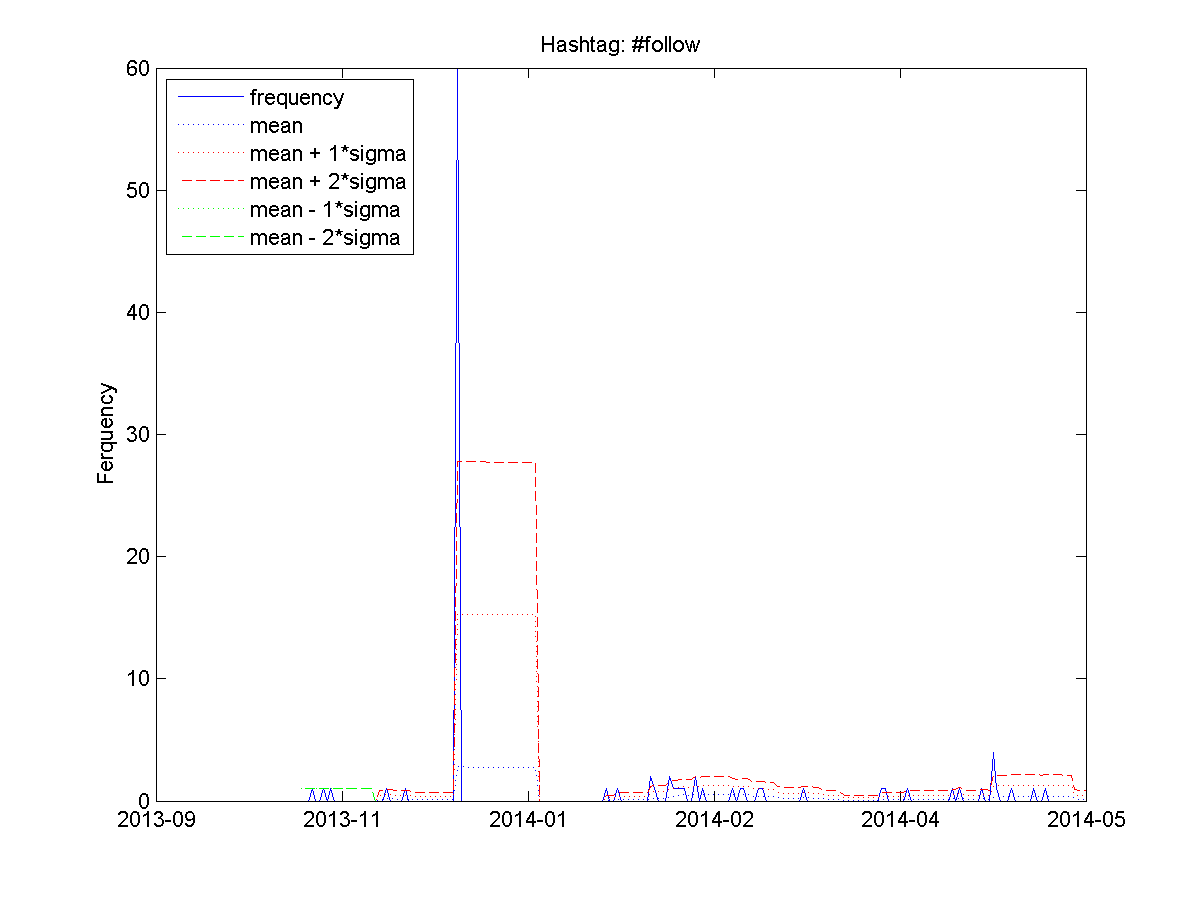 Hashtag: #follow
60
50
40
30
20
10
0
Ferquency
frequency
mean
mean + 1*sigma
mean + 2*sigma
mean - 1*sigma
mean - 2*sigma
2013-09 2013-11 2014-01 2014-02 2014-04 2014-05